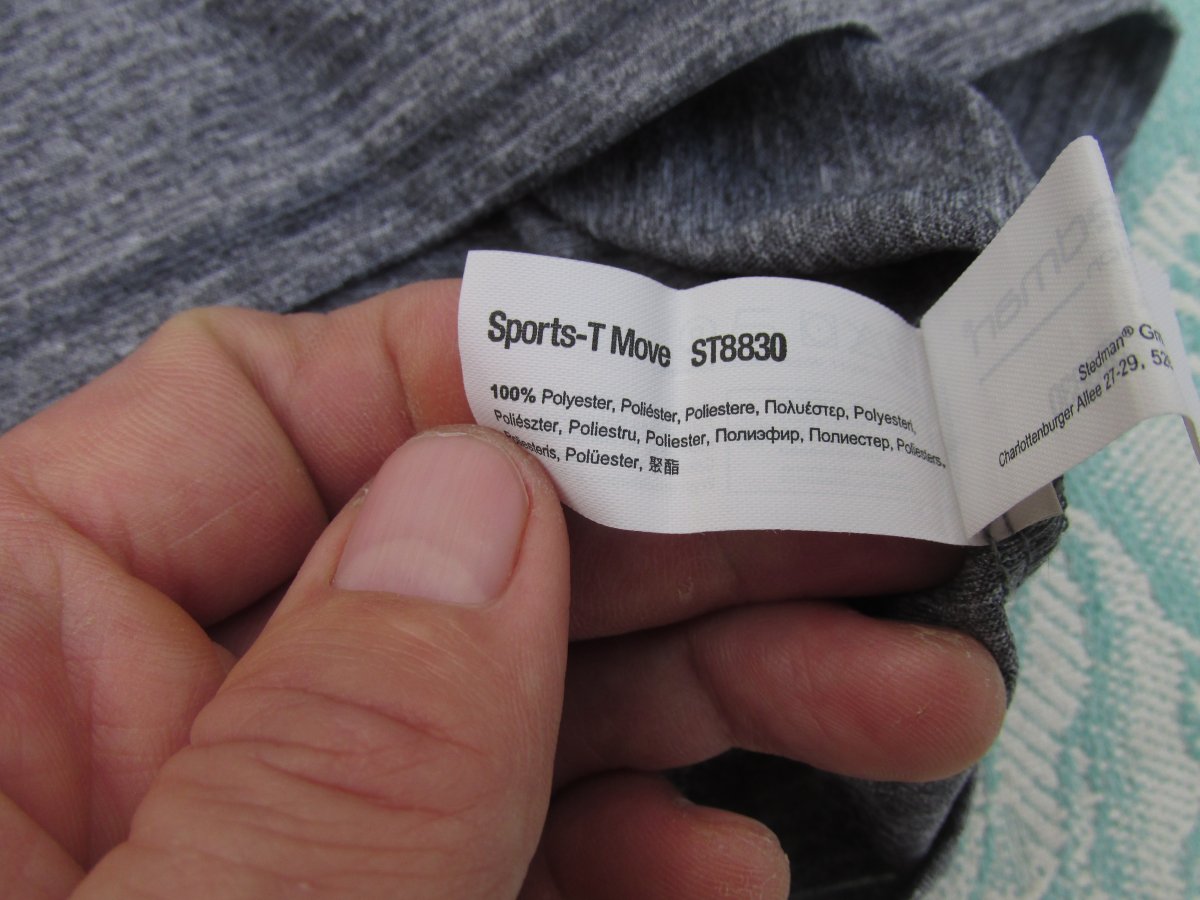 Sports-T Move ST8830
100% Polyester, Poliéster, Poliestere, Πολυέστερ, Polyesteri,
Poliészter, Poliestru, Poliester, Полиэфир, Полиестер, Poliesters,
Polüester, 聚酯
Stedman®
Charlottenburger Allee 27-29,